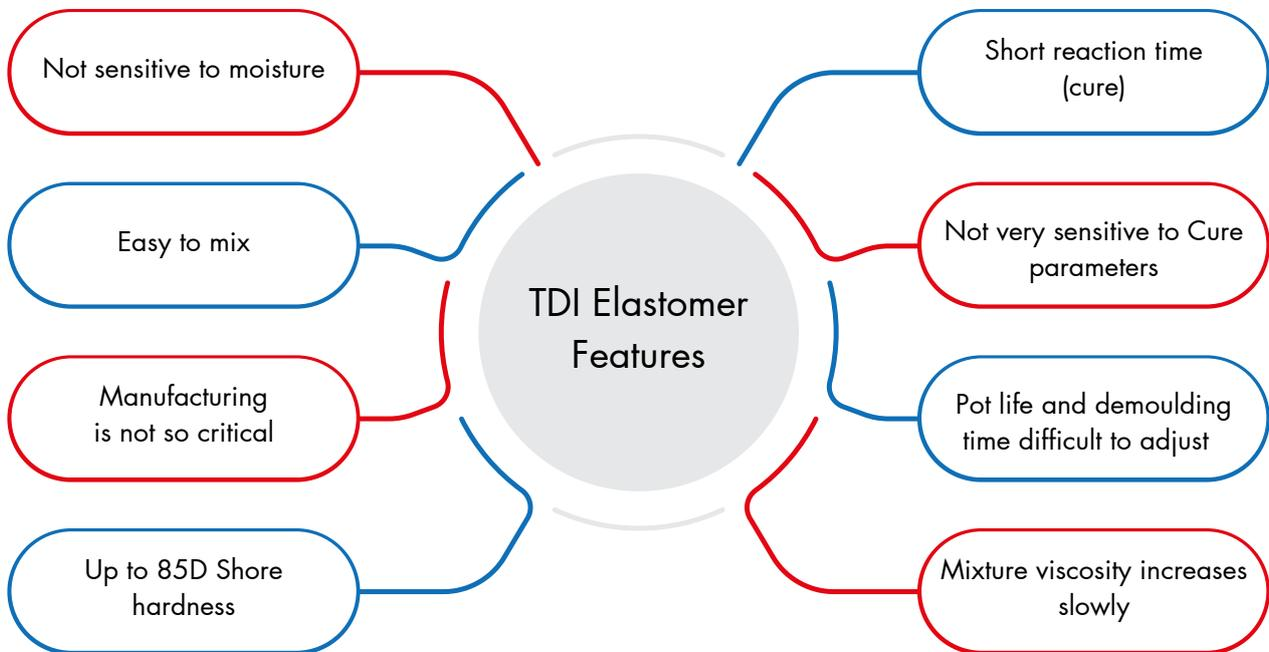 Not sensitive to moisture
Easy to mix
Manufacturing
is not so critical
Up to 85D Shore
hardness
TDI Elastomer
Features
Short reaction time
(cure)
Not very sensitive to Cure
parameters
Pot life and demoulding
time difficult to adjust
Mixture viscosity increases
slowly